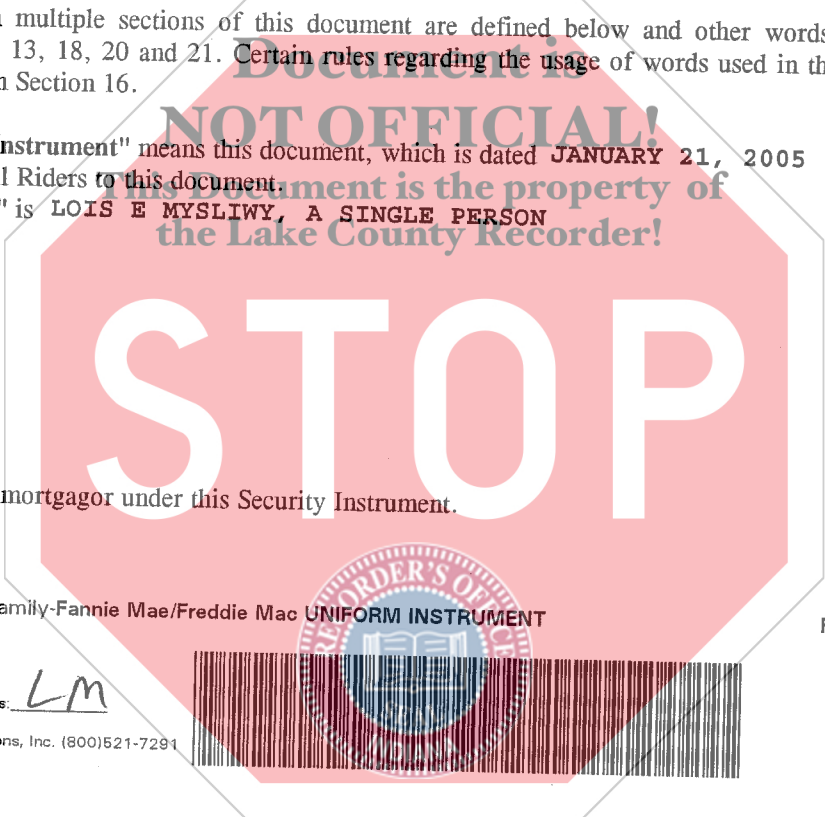 multiple sections of this document are defined below and other words
13, 18, 20 and 21. Certain rules regarding the usage of words used in th
Section 16.
Document is
NOT OFFICIAL!
This Document is the property of
the Lake County Recorder!
nstrument" means this document, which is dated JANUARY 21, 2005
l Riders to this document.
" is LOIS E MYSLIWY, A SINGLE PERSON
STOP
mortgagor under this Security Instrument.
amily-Fannie Mae/Freddie Mac UNIFORM INSTRUMENT
RECORDER'S OFFICE
SEAL
INDIANA
s: LM
ons, Inc. (800)521-7291